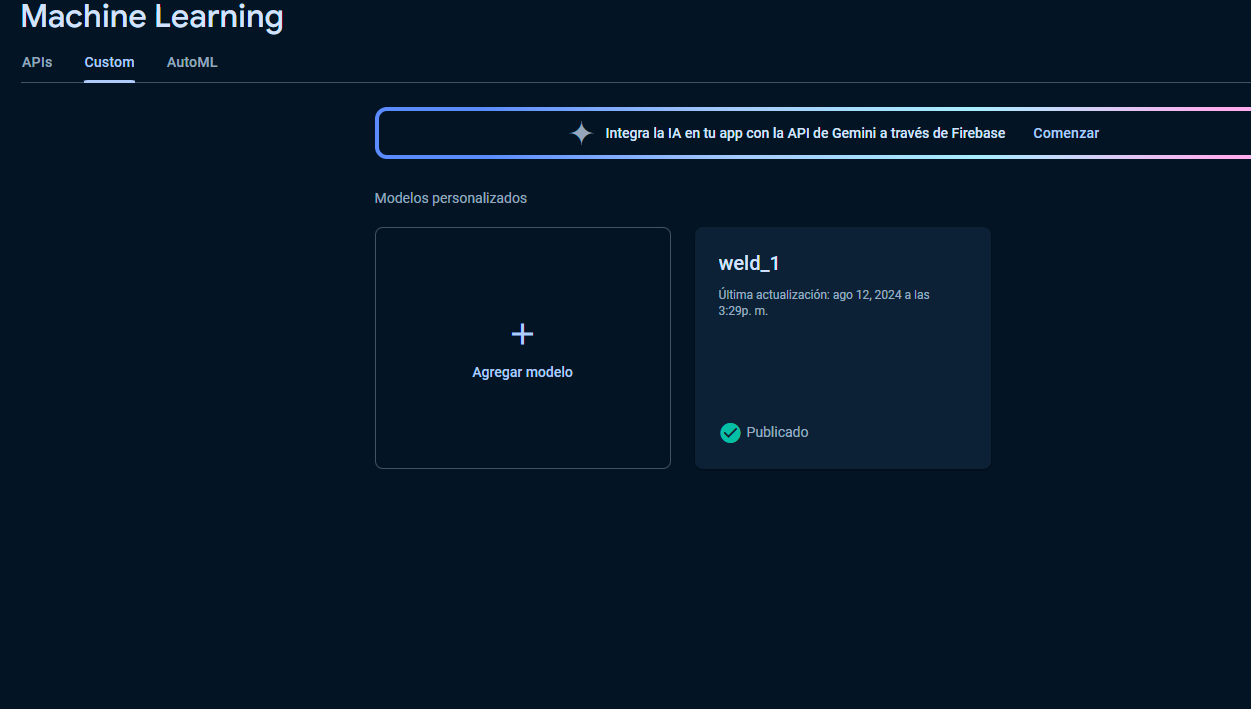 Machine Learning
APIs Custom AutoML
Integra la IA en tu app con la API de Gemini a través de Firebase Comenzar
Modelos personalizados
Agregar modelo
weld_1
Última actualización: ago 12, 2024 a las
3:29p. m.
Publicado